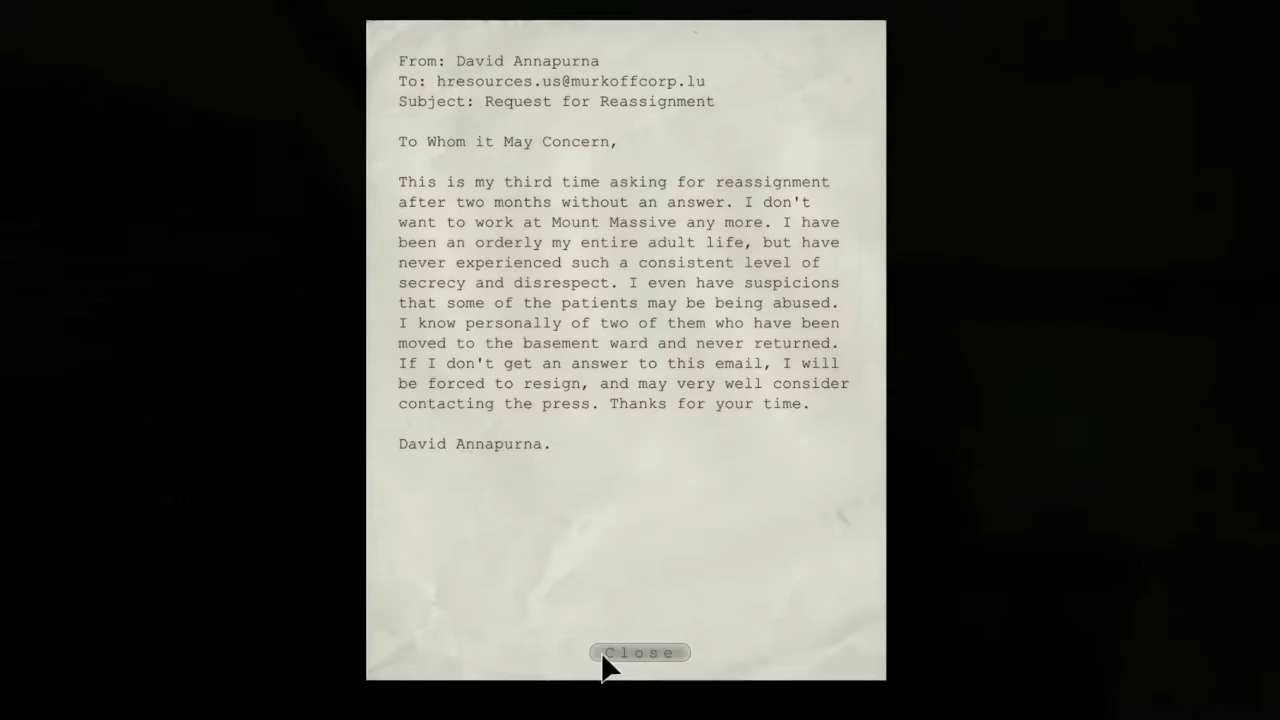 From: David Annapurna
To: hresources.us@murkoffcorp.lu
Subject: Request for Reassignment
To Whom it May Concern,
This is my third time asking for reassignment
after two months without an answer. I don't
want to work at Mount Massive any more. I have
been an orderly my entire adult life, but have
never experienced such a consistent level of
secrecy and disrespect. I even have suspicions
that some of the patients may be being abused.
I know personally of two of them who have been
moved to the basement ward and never returned.
If I don't get an answer to this email, I will
be forced to resign, and may very well consider
contacting the press. Thanks for your time.
David Annapurna.
Close